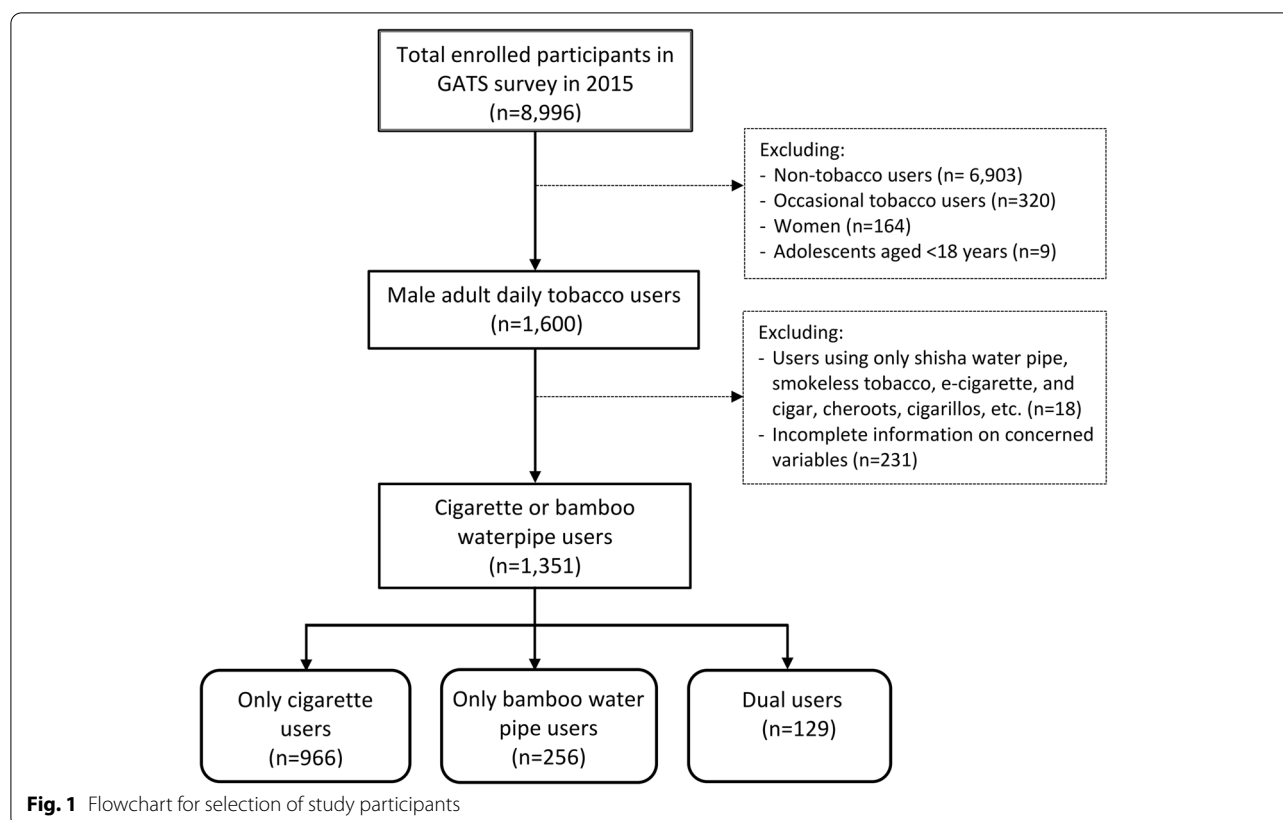 Total enrolled participants in
GATS survey in 2015
(n=8,996)
Excluding:
- Non-tobacco users (n= 6,903)
- Occasional tobacco users (n=320)
- Women (n=164)
- Adolescents aged <18 years (n=9)
Male adult daily tobacco users
(n=1,600)
Excluding:
- Users using only shisha water pipe,
smokeless tobacco, e-cigarette, and
cigar, cheroots, cigarillos, etc. (n=18)
- Incomplete information on concerned
variables (n=231)
Cigarette or bamboo
waterpipe users
(n=1,351)
Only cigarette
users
(n=966)
Only bamboo water
pipe users
(n=256)
Dual users
(n=129)
Fig. 1 Flowchart for selection of study participants